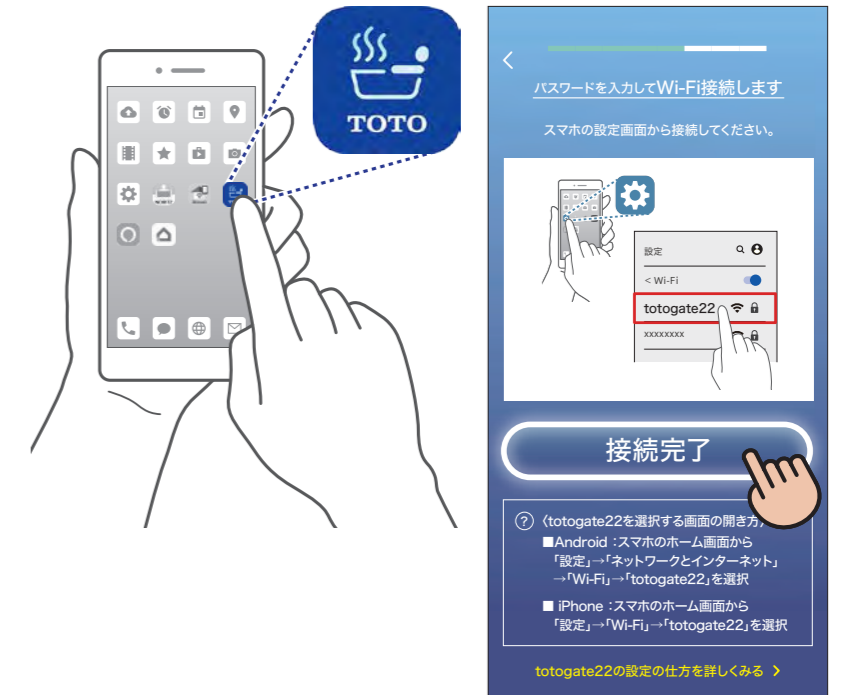 TOTO
パスワードを入力してWi-Fi接続します
スマホの設定画面から接続してください。
設定
< Wi-Fi
totogate22
xxxxxxxx
接続完了
? 〈totogate22を選択する画面の開き方〉
■Android：スマホのホーム画面から
「設定」→「ネットワークとインターネット」
→「Wi-Fi」→「totogate22」を選択
■ iPhone：スマホのホーム画面から
「設定」→「Wi-Fi」→「totogate22」を選択
totogate22の設定の仕方を詳しくみる >